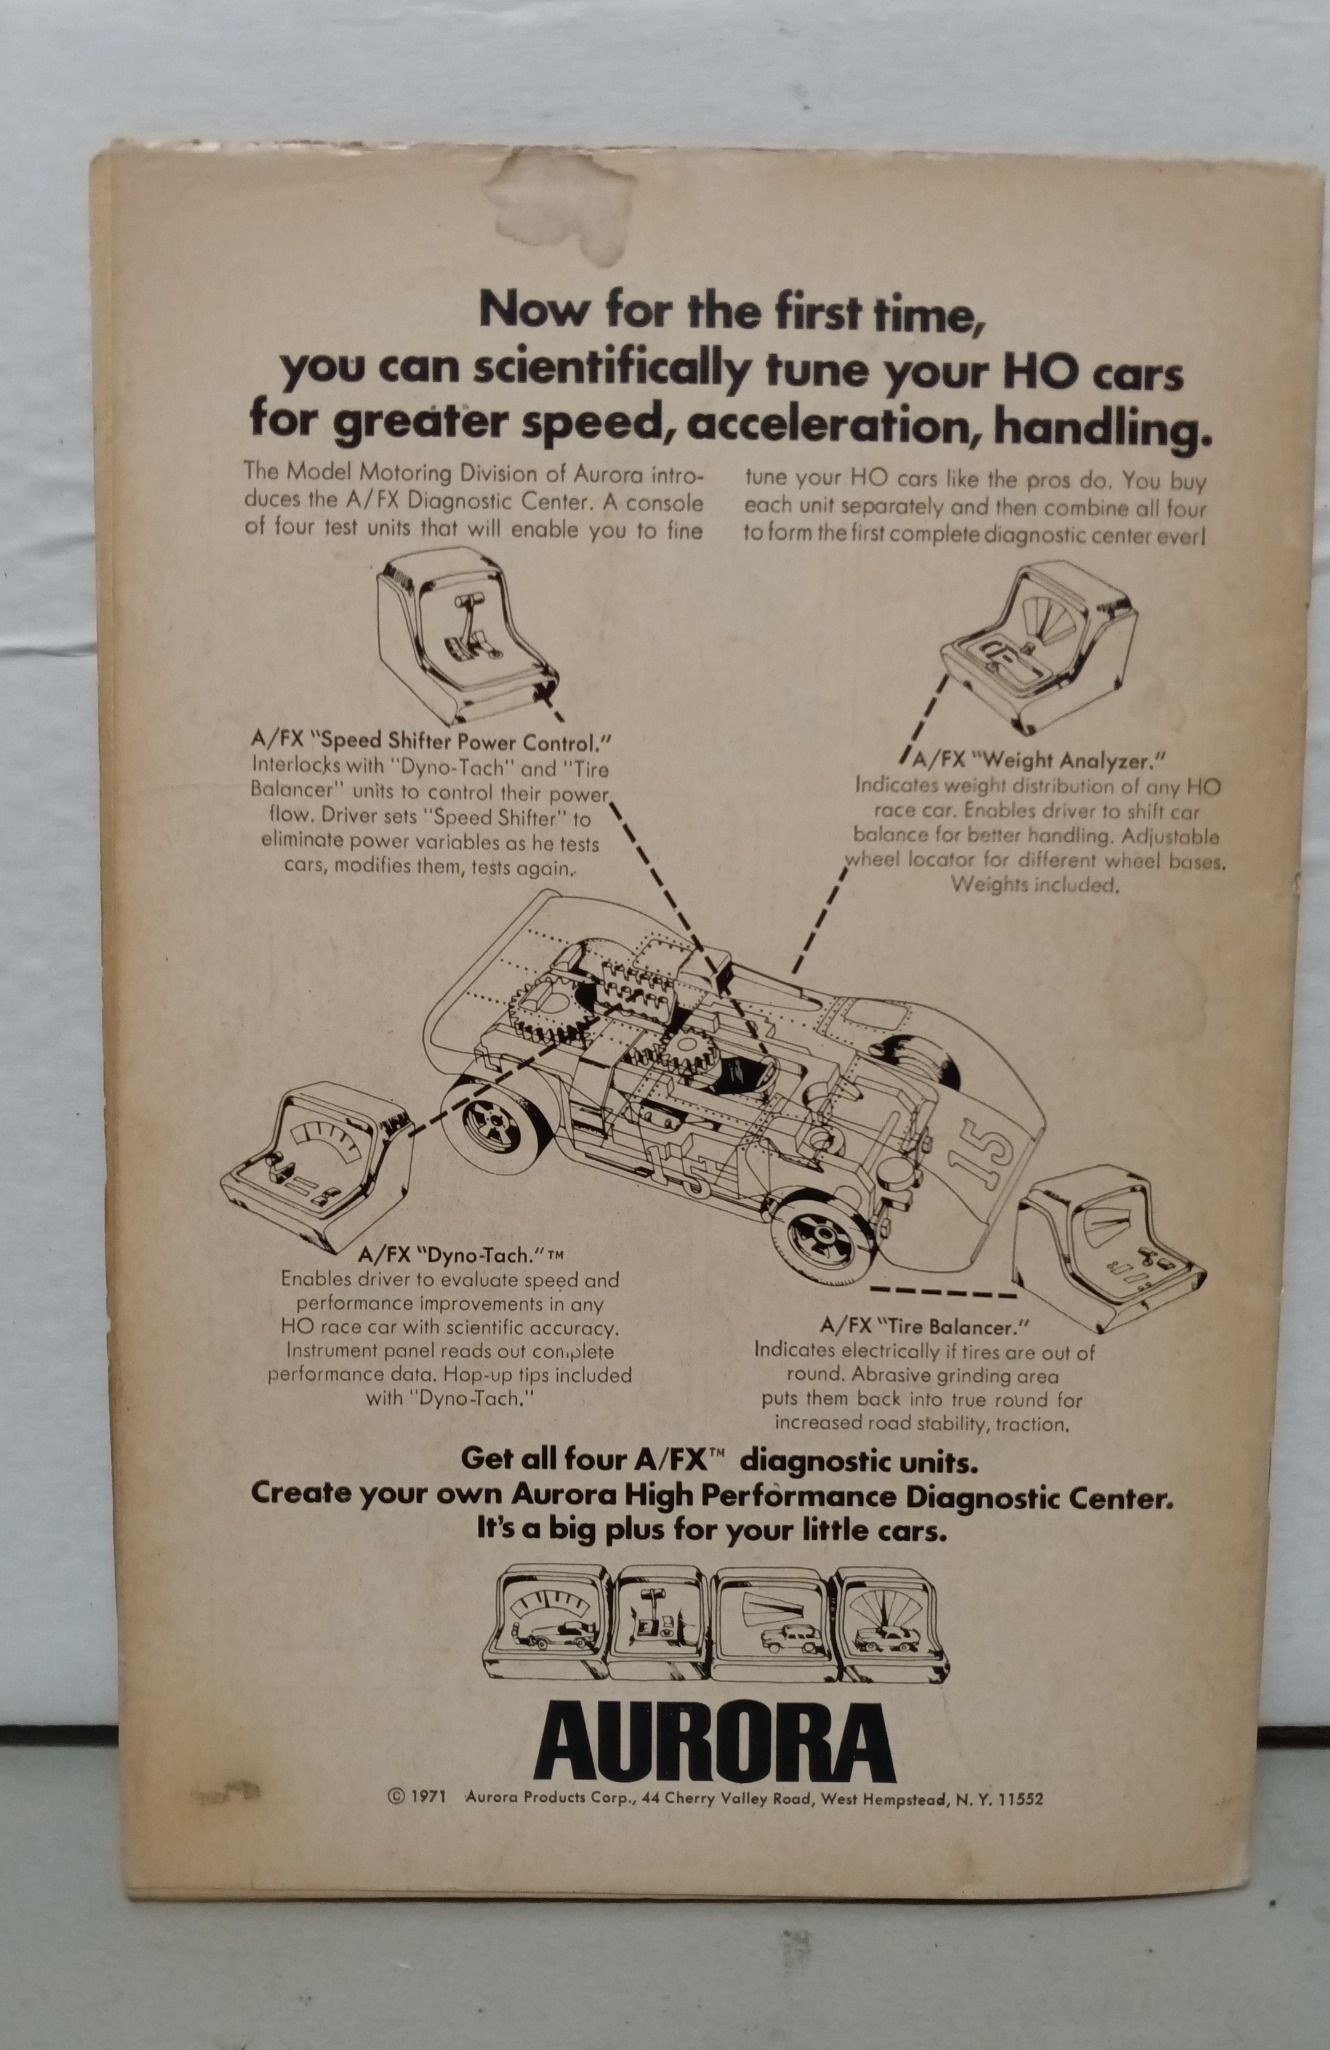 Now for the first time,
you can scientifically tune your HO cars
for greater speed, acceleration, handling.
The Model Motoring Division of Aurora intro-
duces the A/FX Diagnostic Center. A console
of four test units that will enable you to fine
tune your HO cars like the pros do. You buy
each unit separately and then combine all four
to form the first complete diagnostic center ever!
A/FX "Speed Shifter Power Control."
Interlocks with "Dyno-Tach" and "Tire
Balancer" units to control their power
flow. Driver sets "Speed Shifter" to
eliminate power variables as he tests
cars, modifies them, tests again.
A/FX "Weight Analyzer."
Indicates weight distribution of any HO
race car. Enables driver to shift car
balance for better handling. Adjustable
wheel locator for different wheel bases.
Weights included.
15
15
A/FX "Dyno-Tach."™
Enables driver to evaluate speed and
performance improvements in any
HO race car with scientific accuracy.
Instrument panel reads out complete
performance data. Hop-up tips included
with "Dyno-Tach."
A/FX "Tire Balancer."
Indicates electrically if tires are out of
round. Abrasive grinding area
puts them back into true round for
increased road stability, traction.
Get all four A/FX™ diagnostic units.
Create your own Aurora High Performance Diagnostic Center.
It's a big plus for your little cars.
AURORA
© 1971 Aurora Products Corp., 44 Cherry Valley Road, West Hempstead, N. Y. 11552